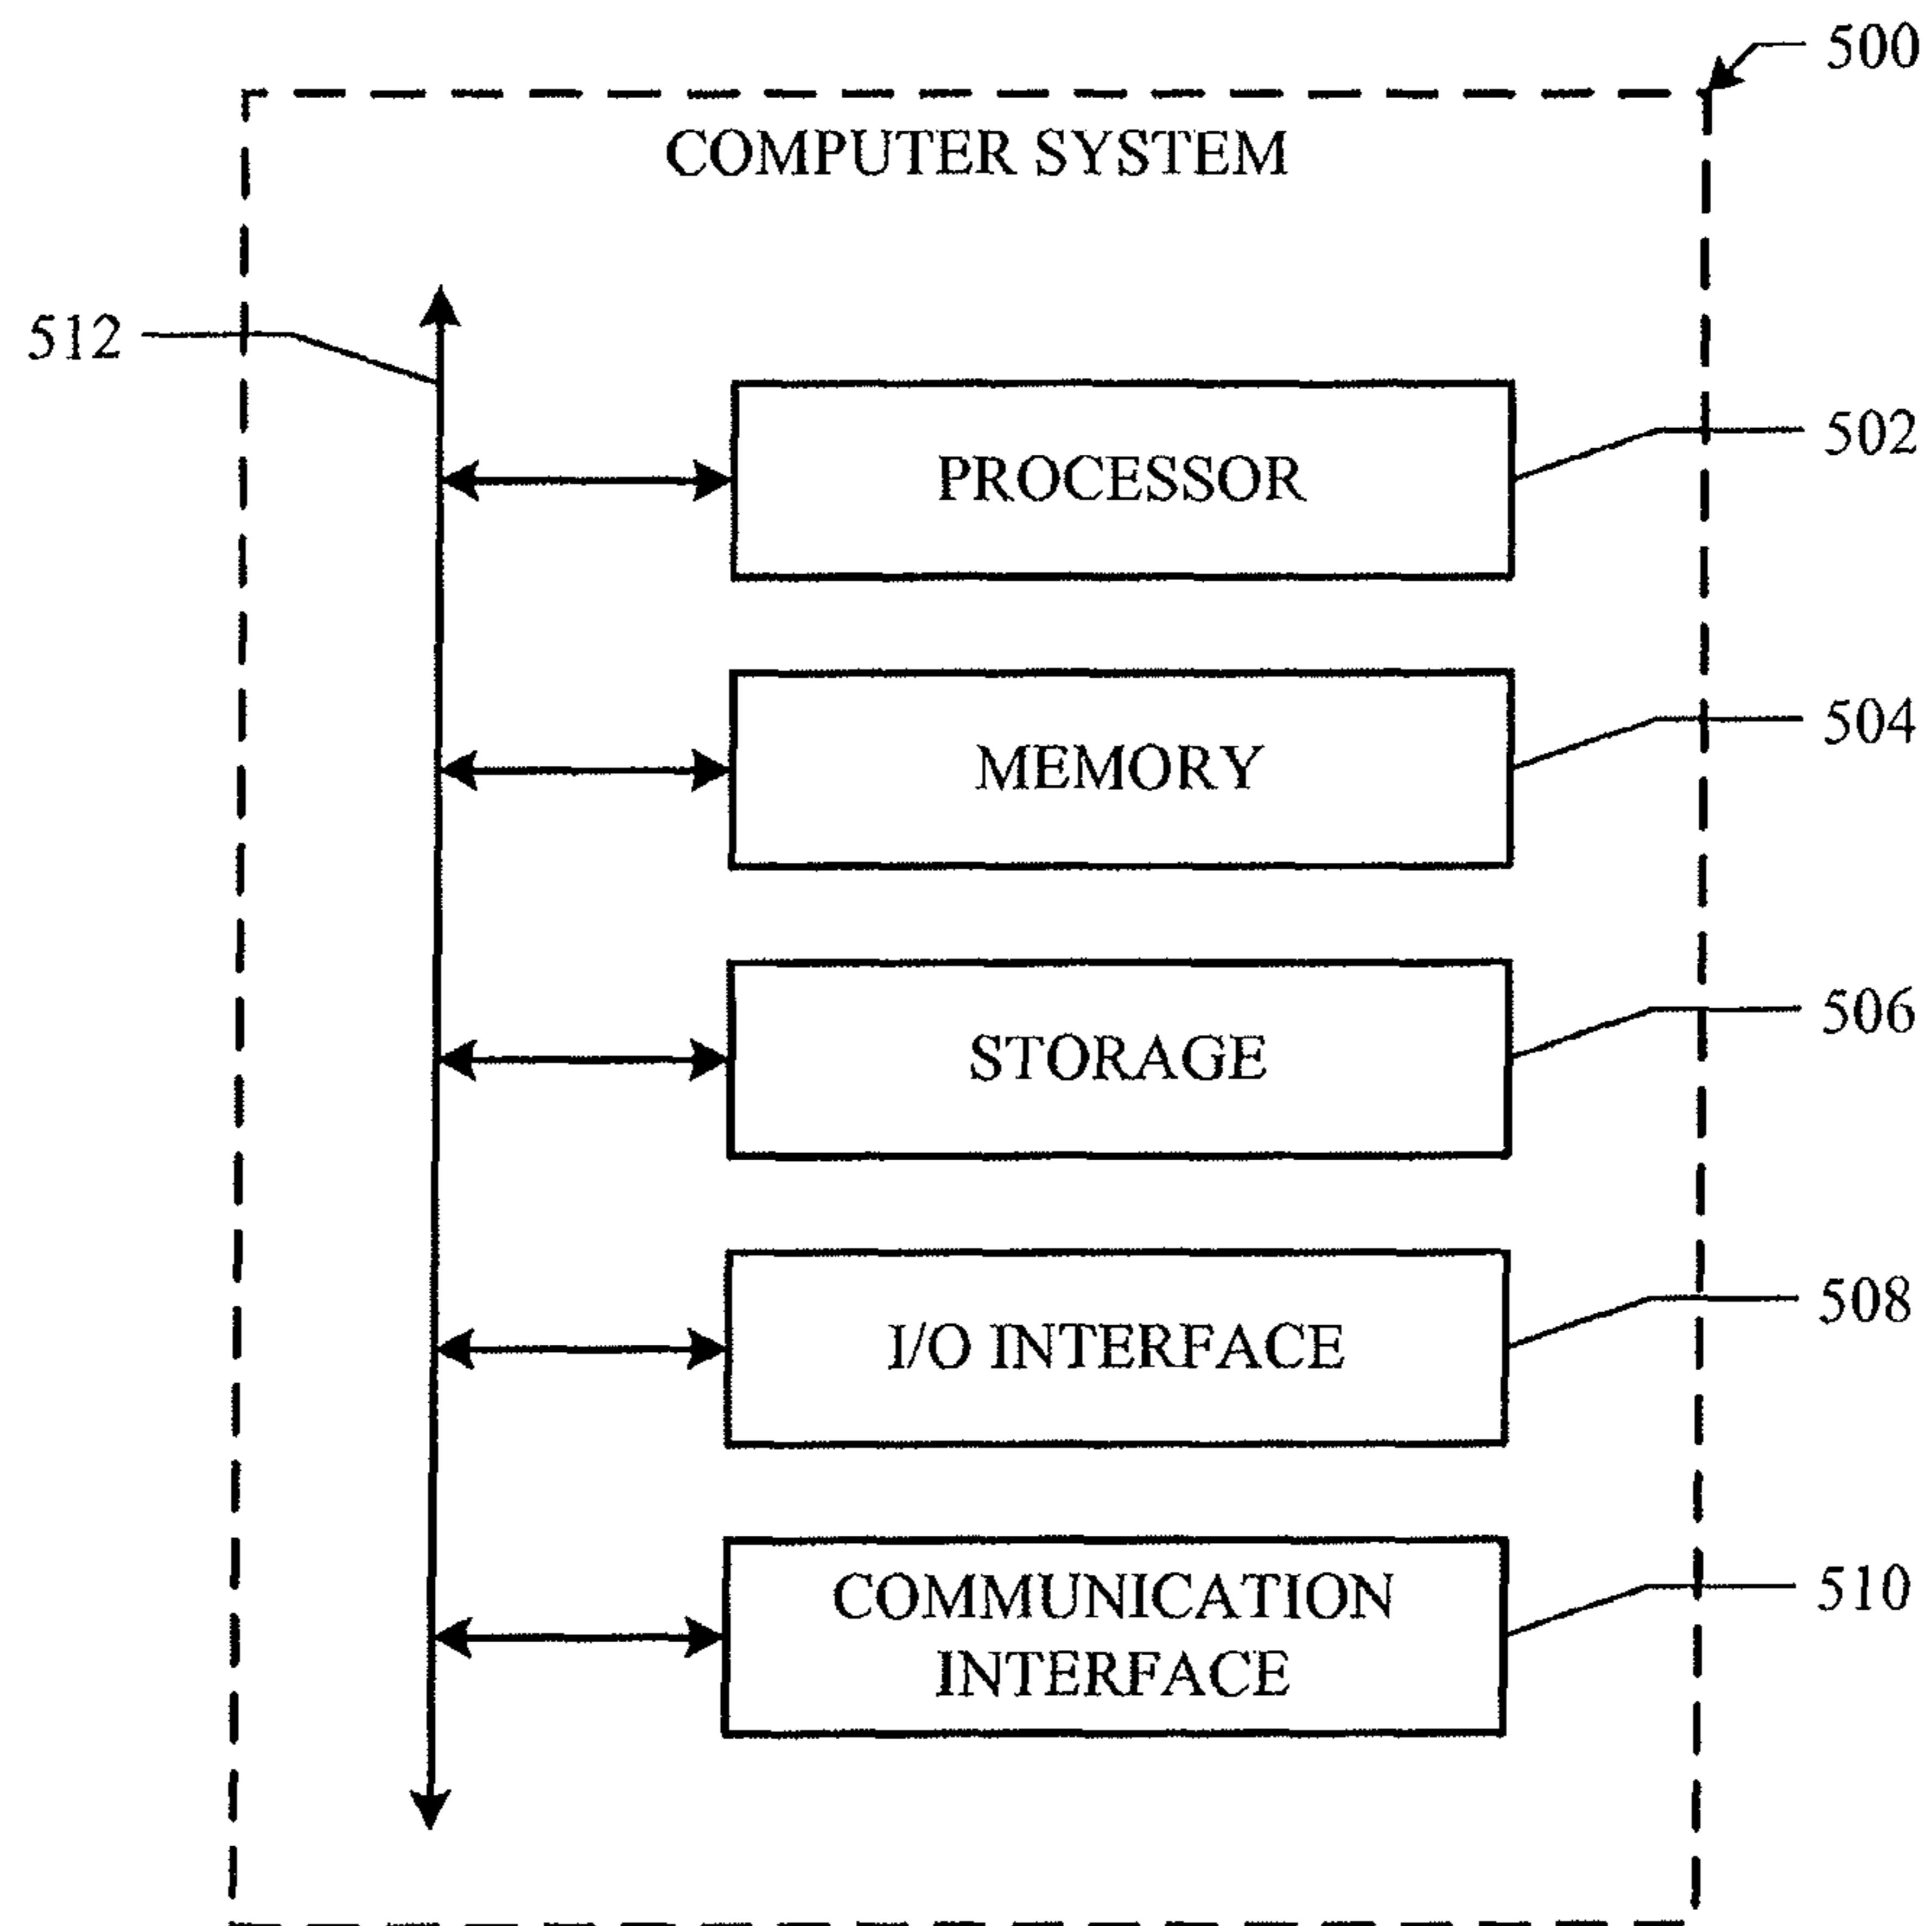 500
COMPUTER SYSTEM
512
PROCESSOR
502
MEMORY
504
STORAGE
506
I/O INTERFACE
508
COMMUNICATION
INTERFACE
510